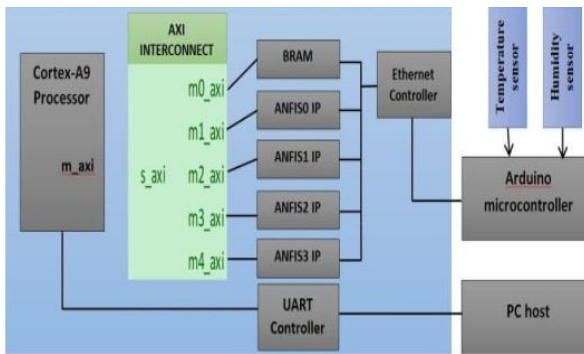 Cortex-A9
Processor
m_axi
AXI
INTERCONNECT
s_axi
m0_axi
m1_axi
m2_axi
m3_axi
m4_axi
BRAM
ANFIS0 IP
ANFIS1 IP
ANFIS2 IP
ANFIS3 IP
UART
Controller
Ethernet
Controller
Temperature
sensor
Humidity
sensor
Arduino
microcontroller
PC host